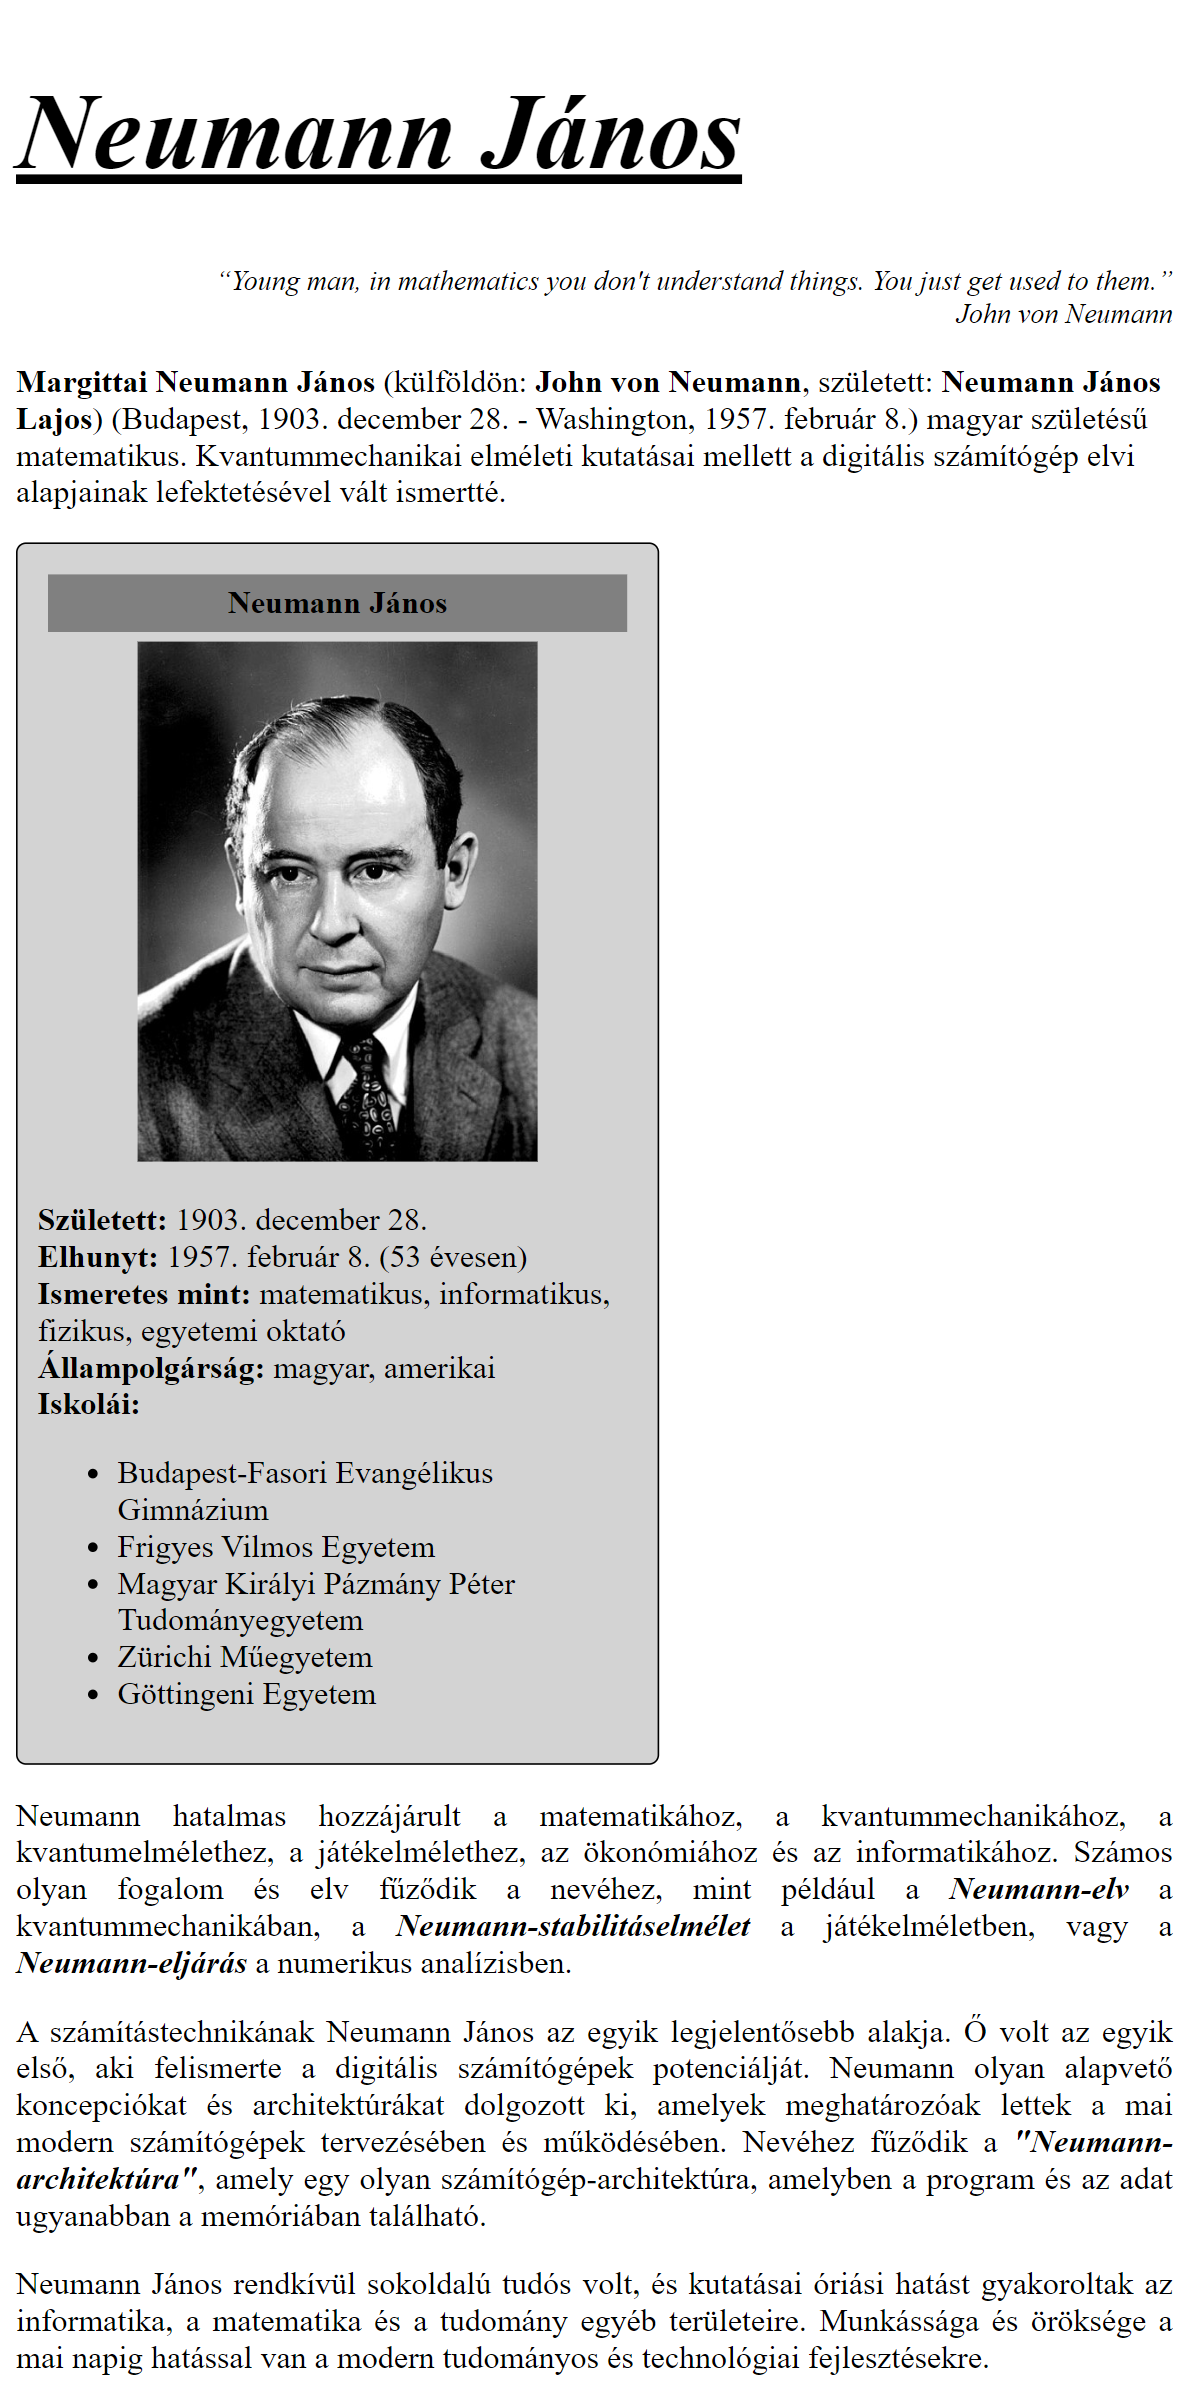 Neumann János
“Young man, in mathematics you don't understand things. You just get used to them.”
John von Neumann
Margittai Neumann János (külföldön: John von Neumann, született: Neumann János
Lajos) (Budapest, 1903. december 28. - Washington, 1957. február 8.) magyar születésű
matematikus. Kvantummechanikai elméleti kutatásai mellett a digitális számítógép elvi
alapjainak lefektetésével vált ismertté.
Neumann János
Született: 1903. december 28.
Elhunyt: 1957. február 8. (53 évesen)
Ismeretes mint: matematikus, informatikus,
fizikus, egyetemi oktató
Állampolgárság: magyar, amerikai
Iskolái:
• Budapest-Fasori Evangélikus
Gimnázium
• Frigyes Vilmos Egyetem
• Magyar Királyi Pázmány Péter
Tudományegyetem
• Zürichi Műegyetem
• Göttingeni Egyetem
Neumann hatalmas hozzájárult a matematikához, a kvantummechanikához, a
kvantumelmélethez, a játékelmélethez, az ökonómiához és az informatikához. Számos
olyan fogalom és elv fűződik a nevéhez, mint például a Neumann-elv a
kvantummechanikában, a Neumann-stabilitáselmélet a játékelméletben, vagy a
Neumann-eljárás a numerikus analízisben.
A számítástechnikának Neumann János az egyik legjelentősebb alakja. Ő volt az egyik
első, aki felismerte a digitális számítógépek potenciálját. Neumann olyan alapvető
koncepciókat és architektúrákat dolgozott ki, amelyek meghatározóak lettek a mai
modern számítógépek tervezésében és működésében. Nevéhez fűződik a "Neumann-
architektúra", amely egy olyan számítógép-architektúra, amelyben a program és az adat
ugyanabban a memóriában található.
Neumann János rendkívül sokoldalú tudós volt, és kutatásai óriási hatást gyakoroltak az
informatika, a matematika és a tudomány egyéb területeire. Munkássága és öröksége a
mai napig hatással van a modern tudományos és technológiai fejlesztésekre.